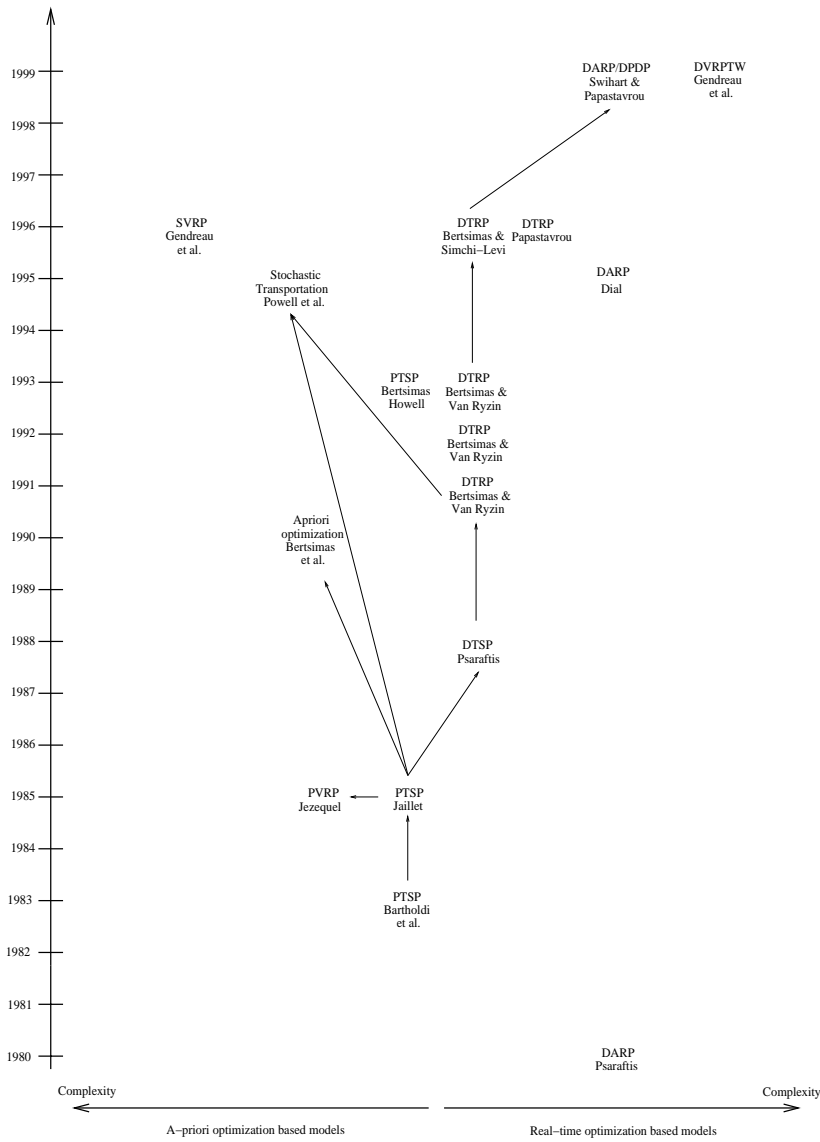 1999
DARP/DPDP
Swihart &
Papastavrou
DVRPTW
Gendreau
et al.
1998
1997
1996
SVRP
Gendreau
et al.
DTRP
Bertsimas &
Simchi–Levi
DTRP
Papastavrou
1995
Stochastic
Transportation
Powell et al.
DARP
Dial
1994
1993
PTSP
Bertsimas
Howell
DTRP
Bertsimas &
Van Ryzin
1992
DTRP
Bertsimas &
Van Ryzin
1991
DTRP
Bertsimas &
Van Ryzin
1990
Apriori
optimization
Bertsimas
et al.
1989
1988
DTSP
Psaraftis
1987
1986
1985
PVRP
Jezequel
PTSP
Jaillet
1984
1983
PTSP
Bartholdi
et al.
1982
1981
1980
DARP
Psaraftis
Complexity
Complexity
A–priori optimization based models
Real–time optimization based models